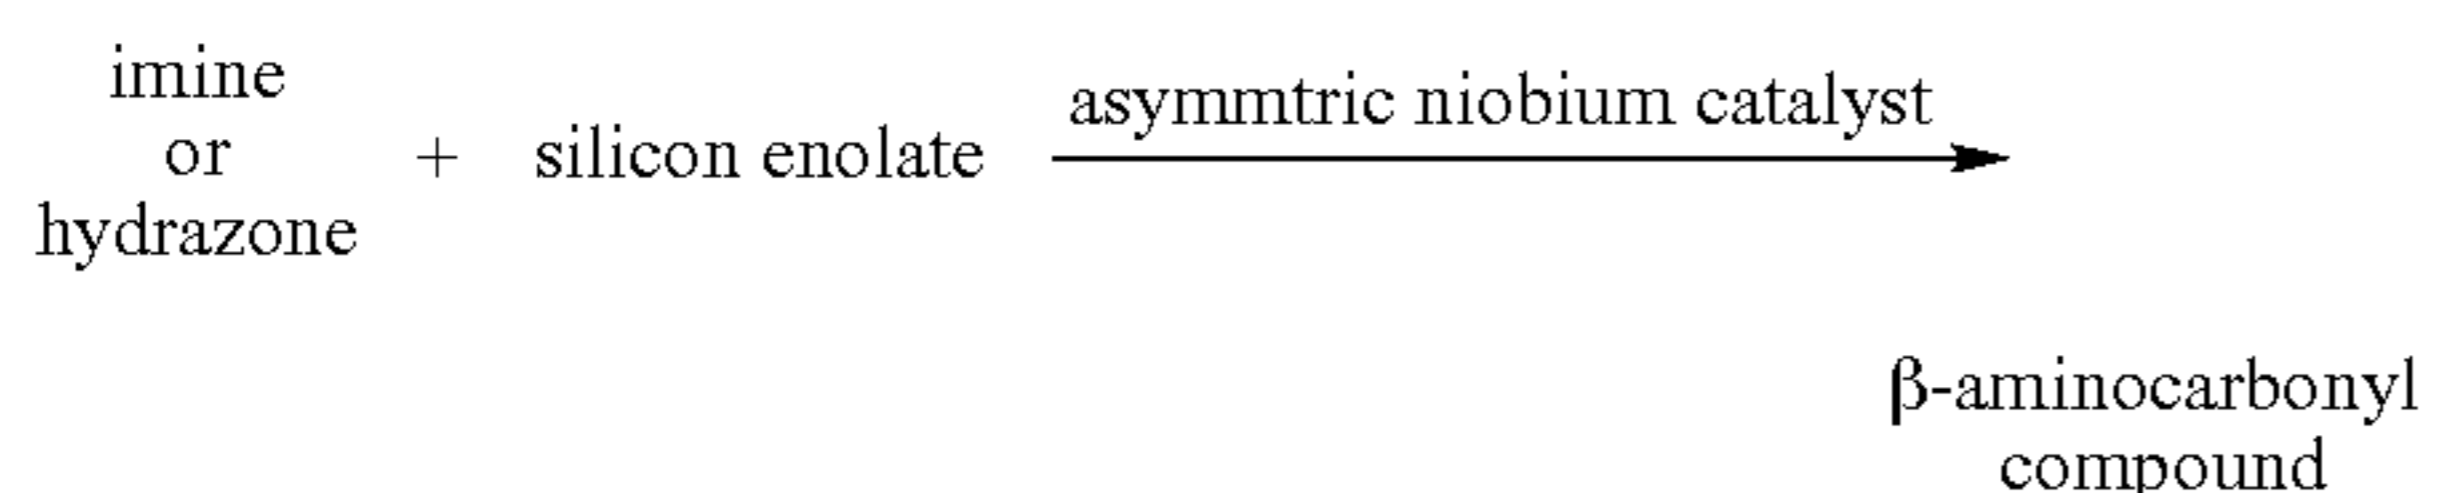 imine
or
hydrazone
+ silicon enolate
asymmtric niobium catalyst
β-aminocarbonyl
compound